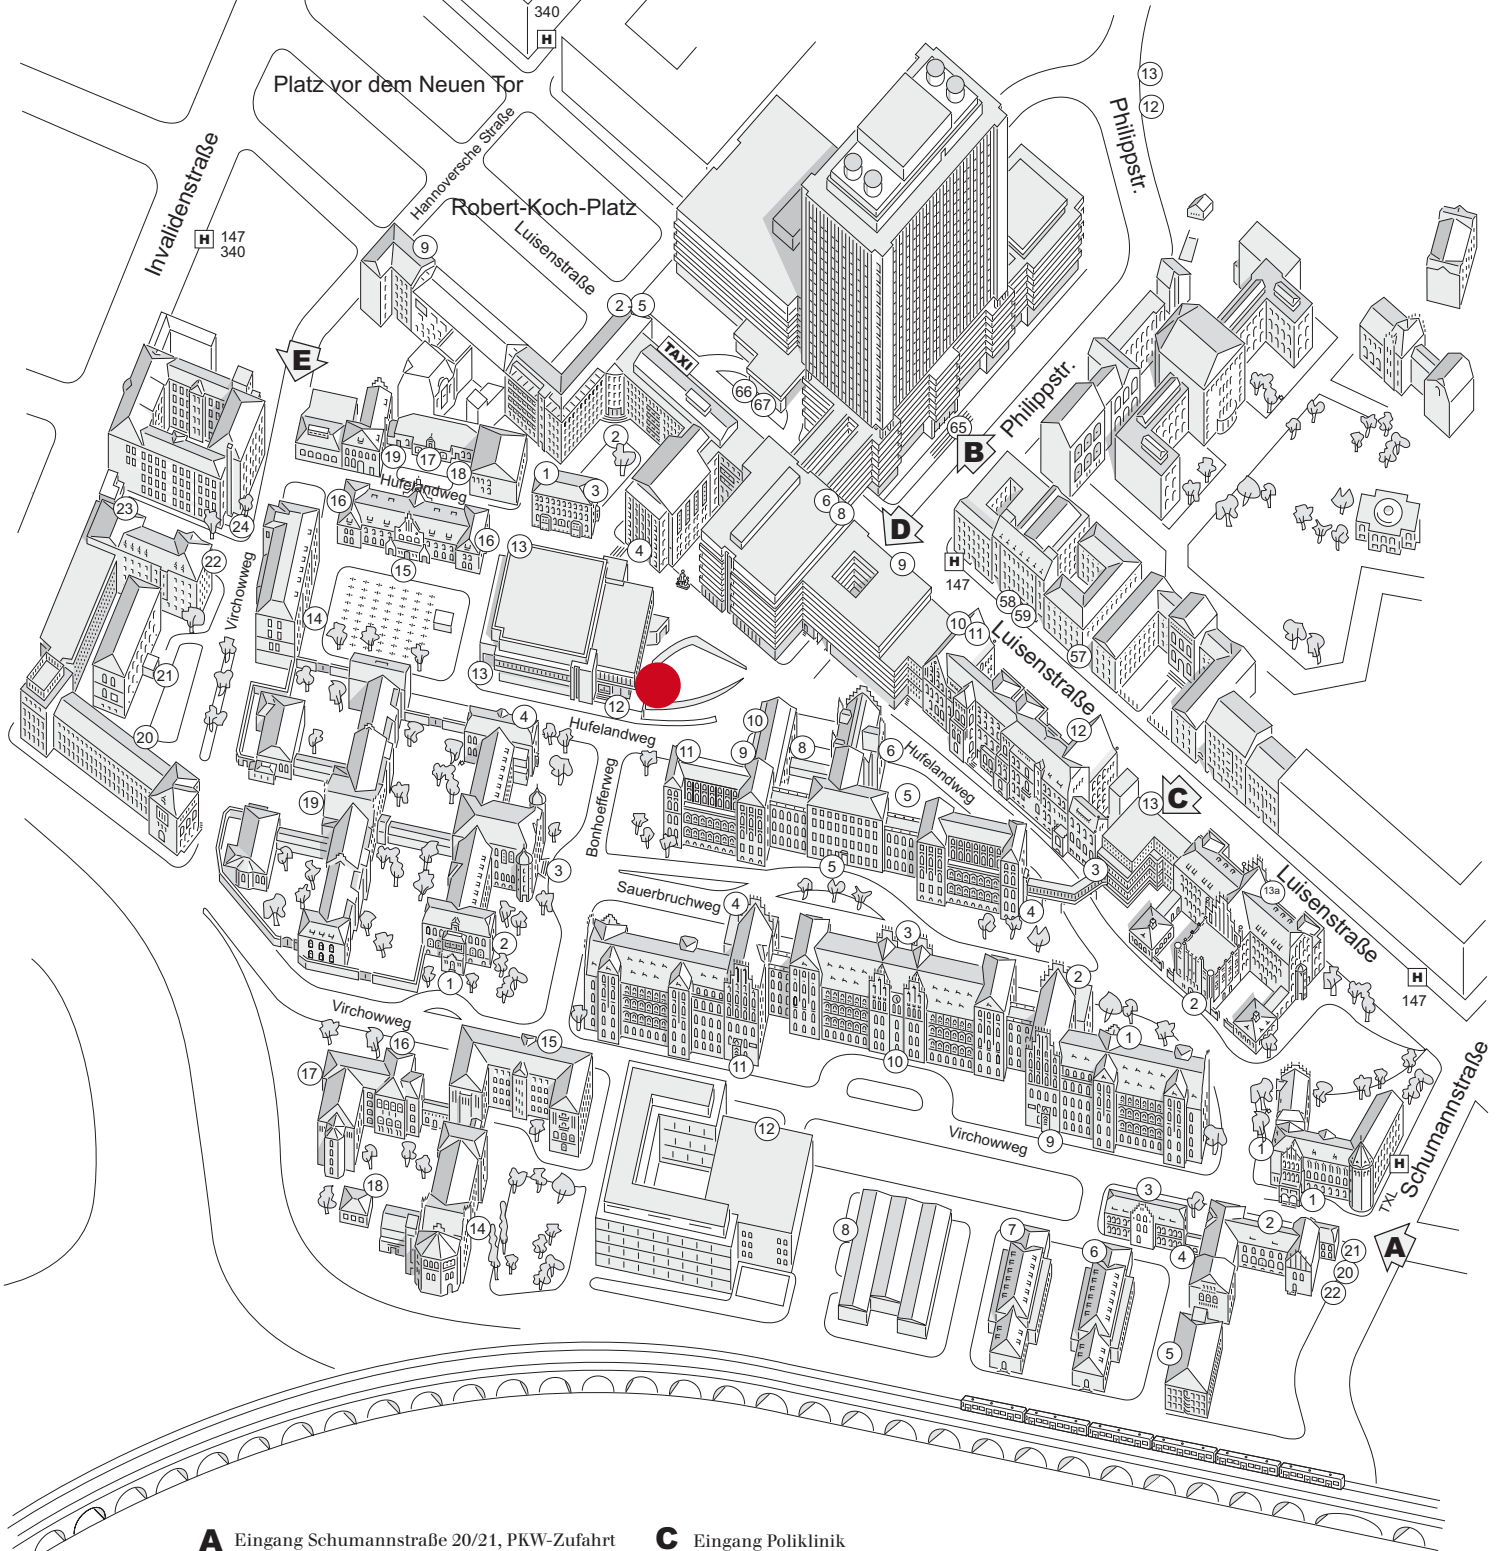 340
H
Platz vor dem Neuen Tor
13
12
Philippstr.
Hannoversche Straße
Invalidenstraße
Robert-Koch-Platz
H 147
340
9
Luisenstraße
2 5
TAXI
E
66
67
Philippstr.
65
B
19
17
18
2
1
3
Hufelandweg
16
16
15
6
8
D
23
24
22
13
4
9
H
147
Virchowweg
14
58
59
10
11
Luisenstraße
57
21
13
12
20
4
Hufelandweg
10
12
11
9
8
6
Hufelandweg
19
5
13
C
Bonhoefferweg
3
5
3
13a
Luisenstraße
Sauerbruchweg
4
4
2
3
1
2
2
H
147
Virchowweg
17
16
15
11
10
1
Virchowweg
9
12
1
H
Schumannstraße
TXL
1
18
14
8
7
6
3
4
2
21
20
22
A
5
A Eingang Schumannstraße 20/21, PKW-Zufahrt
C Eingang Poliklinik